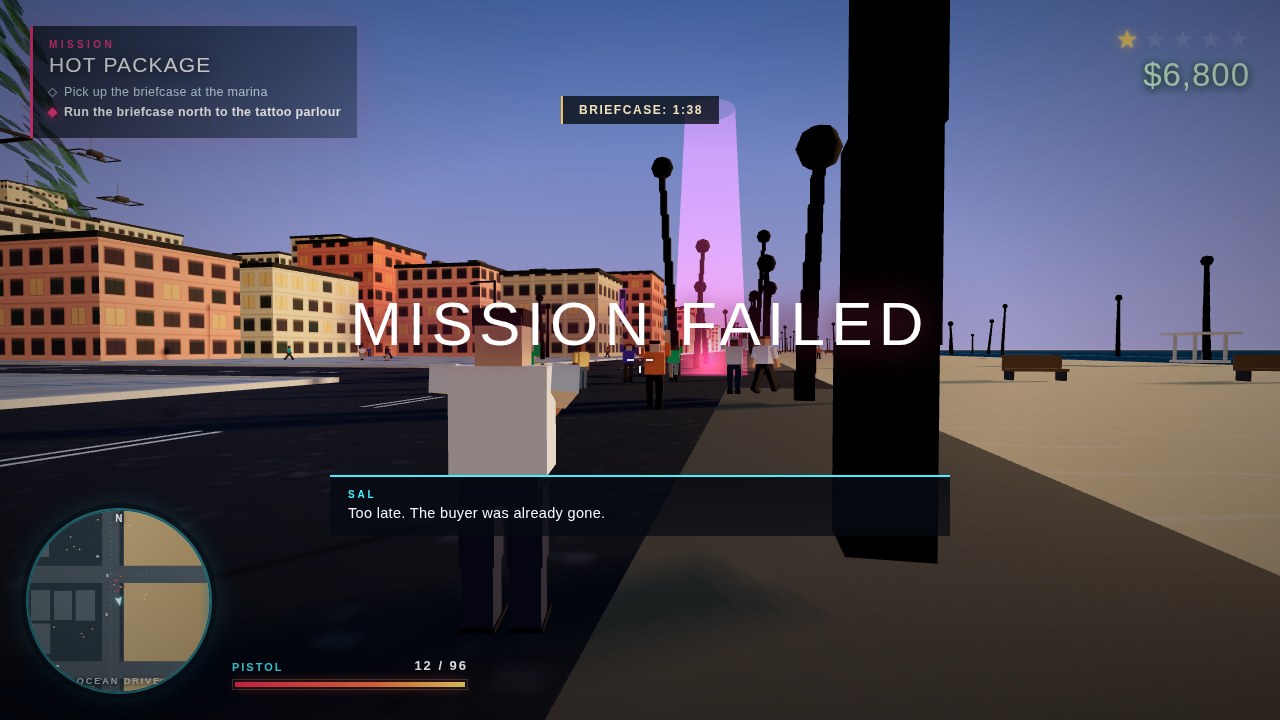 MISSION
HOT PACKAGE
Pick up the briefcase at the marina
Run the briefcase north to the tattoo parlour
BRIEFCASE: 1:38
$6,800
MISSION FAILED
SAL
Too late. The buyer was already gone.
N
OCEAN DRIVE
PISTOL
12 / 96